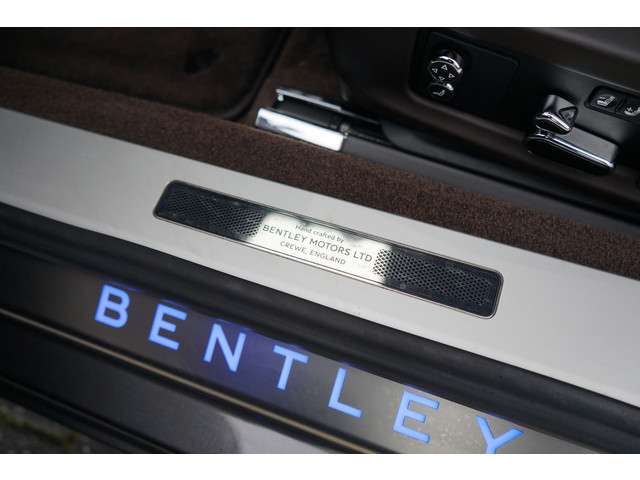 Hand crafted by
BENTLEY MOTORS LTD
CREWE, ENGLAND
BENTLEY